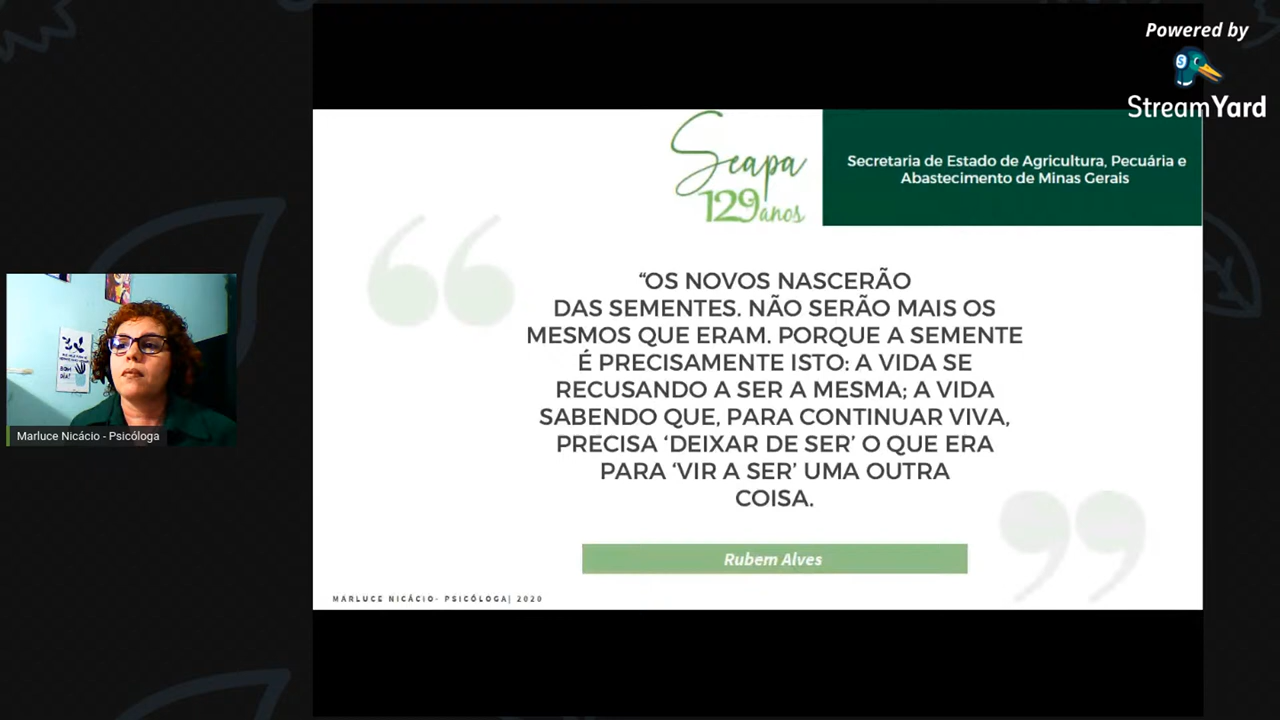 Powered by
StreamYard
Seapa
129anos
Secretaria de Estado de Agricultura, Pecuária e
Abastecimento de Minas Gerais
“OS NOVOS NASCERÃO
DAS SEMENTES. NÃO SERÃO MAIS OS
MESMOS QUE ERAM. PORQUE A SEMENTE
É PRECISAMENTE ISTO: A VIDA SE
RECUSANDO A SER A MESMA; A VIDA
SABENDO QUE, PARA CONTINUAR VIVA,
PRECISA ‘DEIXAR DE SER’ O QUE ERA
PARA ‘VIR A SER’ UMA OUTRA
COISA.
Rubem Alves
MARLUCE NICÁCIO- PSICÓLOGA| 2020
BOM
DIA!
Marluce Nicácio - Psicóloga